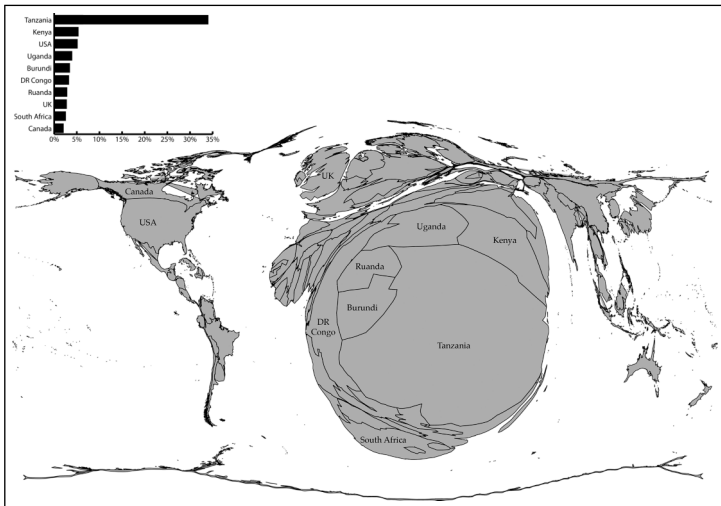 Tanzania
Kenya
USA
Uganda
Burundi
DR Congo
Ruanda
UK
South Africa
Canada
0% 5% 10% 15% 20% 25% 30% 35%
UK
Canada
USA
Uganda
Kenya
Ruanda
Burundi
DR
Congo
Tanzania
South Africa